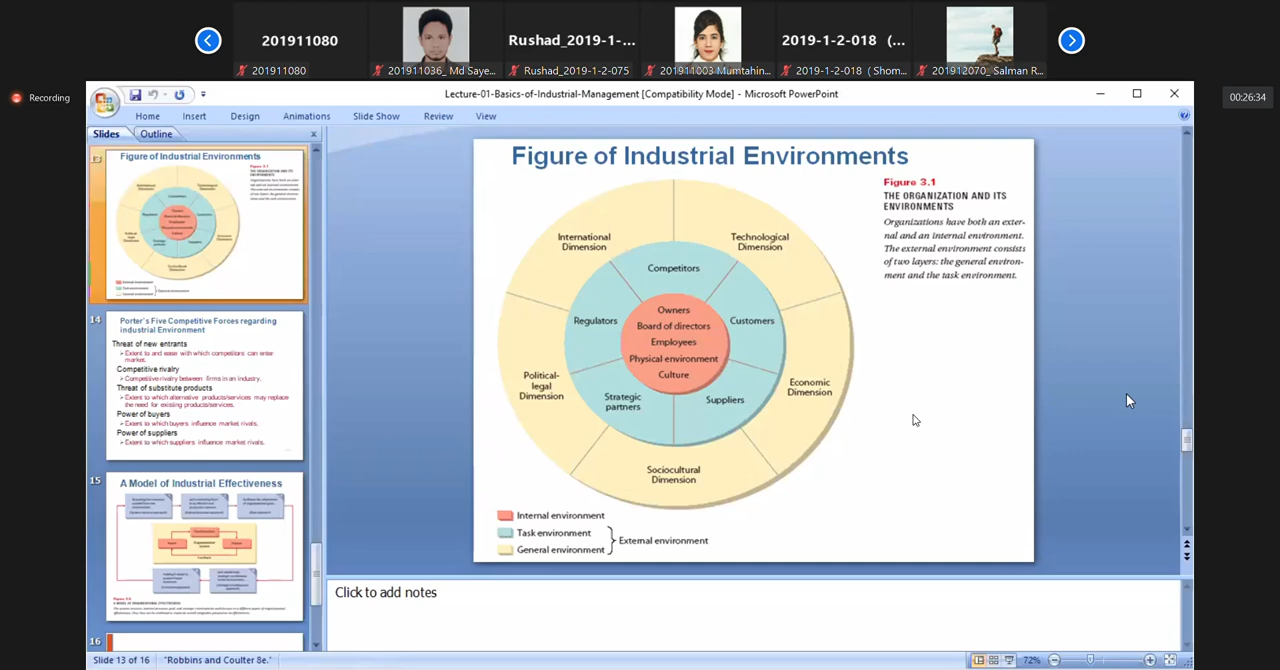 201911080
Rushad_2019-1-...
2019-1-2-018 (...
201911080
201911036_ Md Saye...
Rushad_2019-1-2-075
201911003 Mumtahin...
2019-1-2-018 (Shom...
201912070_ Salman R...
Recording
00:26:34
Lecture-01-Basics-of-Industrial-Management [Compatibility Mode] - Microsoft PowerPoint
Home Insert Design Animations Slide Show Review View
Slides Outline
Figure of Industrial Environments
14
Porter's Five Competitive Forces regarding
industrial Environment
Threat of new entrants
Extent to and ease with which competitors can enter
market.
Competitive rivalry
Competitive rivalry between firms in an industry.
Threat of substitute products
Extent to which alternative products/services may replace
the need for existing products/services.
Power of buyers
Extent to which buyers influence market rivals.
Power of suppliers
Extent to which suppliers influence market rivals.
15
A Model of Industrial Effectiveness
16
Figure of Industrial Environments
Figure 3.1
THE ORGANIZATION AND ITS
ENVIRONMENTS
Organizations have both an exter-
nal and an internal environment.
The external environment consists
of two layers: the general environ-
ment and the task environment.
International
Dimension
Technological
Dimension
Competitors
Regulators
Customers
Owners
Board of directors
Employees
Physical environment
Culture
Political-
legal
Dimension
Economic
Dimension
Strategic
partners
Suppliers
Sociocultural
Dimension
Internal environment
Task environment
General environment
External environment
Click to add notes
Slide 13 of 16
"Robbins and Coulter 8e."
72%